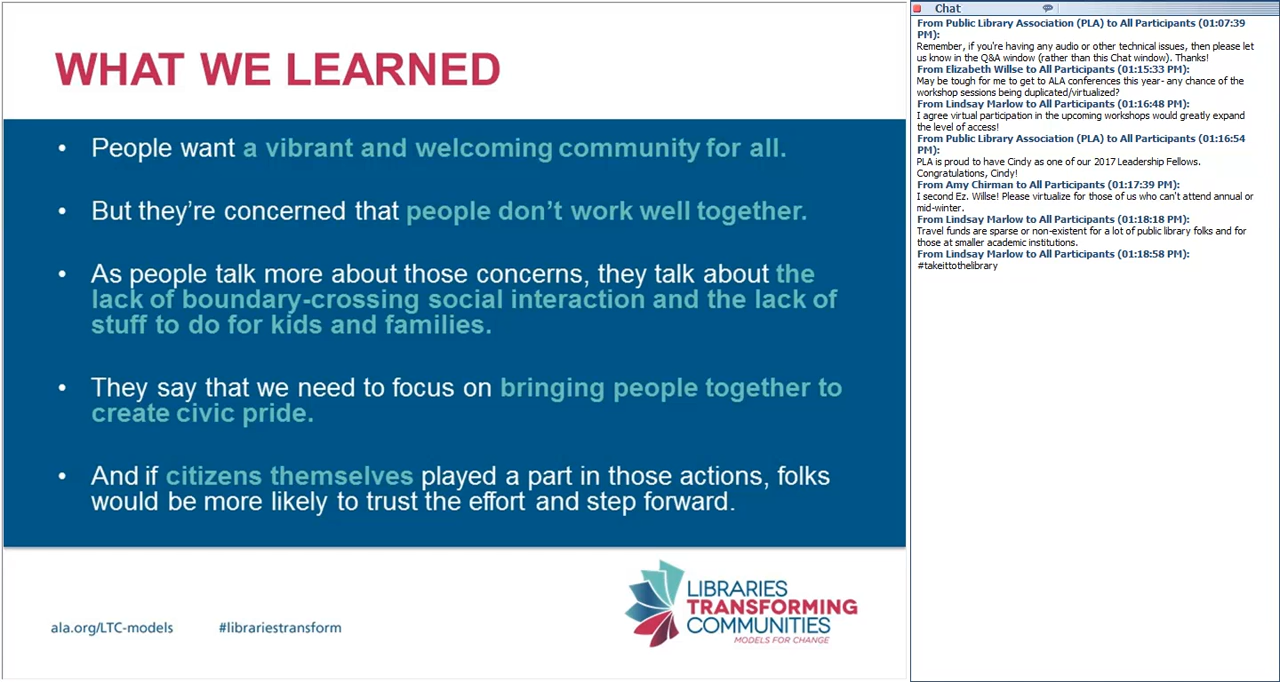 WHAT WE LEARNED
• People want a vibrant and welcoming community for all.
• But they’re concerned that people don’t work well together.
• As people talk more about those concerns, they talk about the
lack of boundary-crossing social interaction and the lack of
stuff to do for kids and families.
• They say that we need to focus on bringing people together to
create civic pride.
• And if citizens themselves played a part in those actions, folks
would be more likely to trust the effort and step forward.
ala.org/LTC-models
#librariestransform
LIBRARIES
TRANSFORMING
COMMUNITIES
MODELS FOR CHANGE
Chat
From Public Library Association (PLA) to All Participants (01:07:39
PM):
Remember, if you're having any audio or other technical issues, then please let
us know in the Q&A window (rather than this Chat window). Thanks!
From Elizabeth Willse to All Participants (01:15:33 PM):
May be tough for me to get to ALA conferences this year- any chance of the
workshop sessions being duplicated/virtualized?
From Lindsay Marlow to All Participants (01:16:48 PM):
I agree virtual participation in the upcoming workshops would greatly expand
the level of access!
From Public Library Association (PLA) to All Participants (01:16:54
PM):
PLA is proud to have Cindy as one of our 2017 Leadership Fellows.
Congratulations, Cindy!
From Amy Chirman to All Participants (01:17:39 PM):
I second Ez. Willse! Please virtualize for those of us who can't attend annual or
mid-winter.
From Lindsay Marlow to All Participants (01:18:18 PM):
Travel funds are sparse or non-existent for a lot of public library folks and for
those at smaller academic institutions.
From Lindsay Marlow to All Participants (01:18:58 PM):
#takeittothelibrary